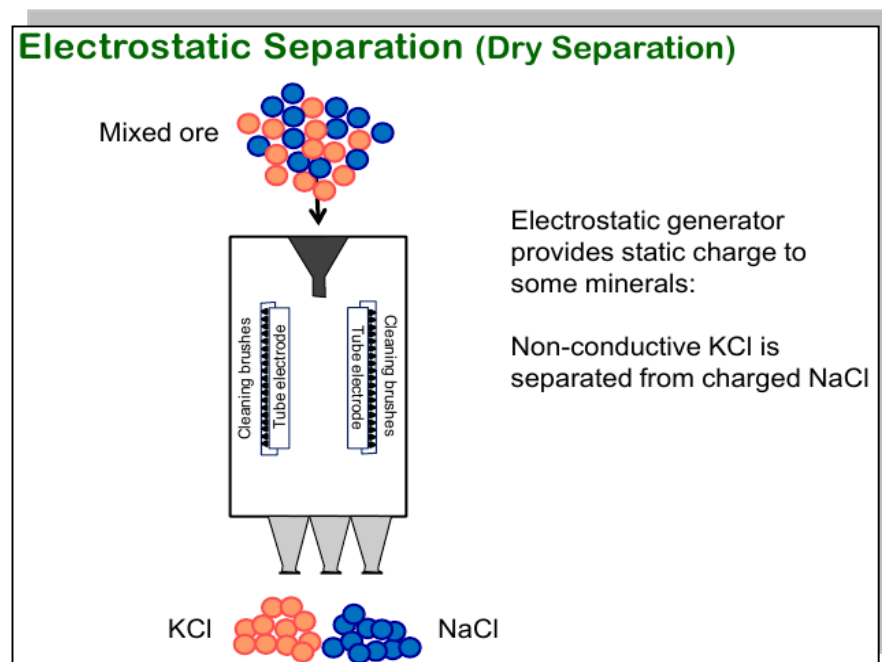 Electrostatic Separation (Dry Separation)
Mixed ore
Electrostatic generator
provides static charge to
some minerals:
Non-conductive KCl is
separated from charged NaCl
Cleaning brushes
Tube electrode
Tube electrode
Cleaning brushes
KCl
NaCl